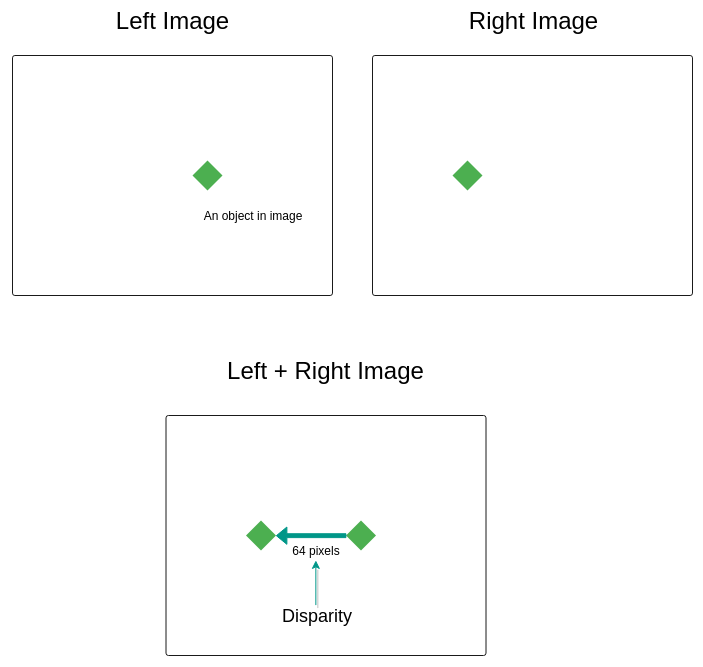 Left Image
Right Image
An object in image
Left + Right Image
64 pixels
Disparity